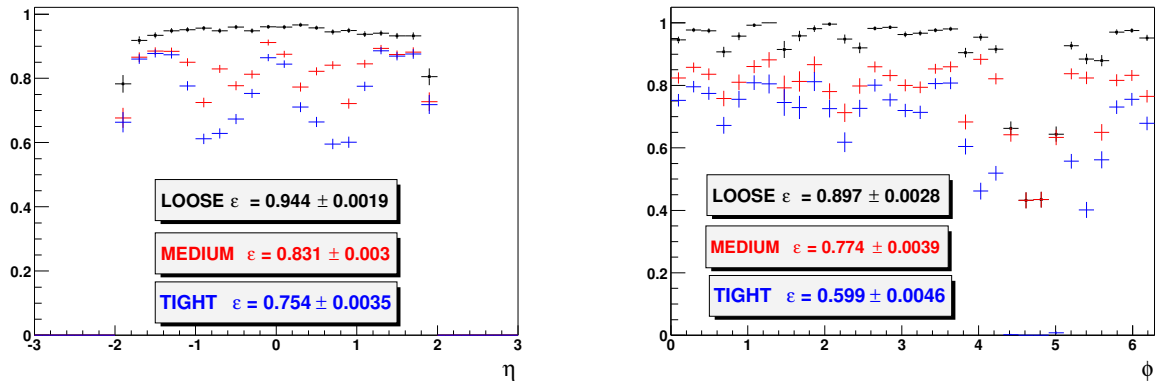 1
0.8
0.6
0.4
0.2
0
-3 -2 -1 0 1 2 3
η
LOOSE ε = 0.944 ± 0.0019
MEDIUM ε = 0.831 ± 0.003
TIGHT ε = 0.754 ± 0.0035
1
0.8
0.6
0.4
0.2
0
0 1 2 3 4 5 6
ϕ
LOOSE ε = 0.897 ± 0.0028
MEDIUM ε = 0.774 ± 0.0039
TIGHT ε = 0.599 ± 0.0046